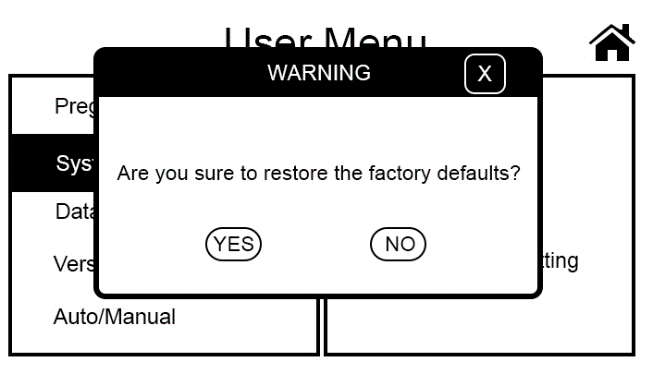 User Menu
WARNING
X
Are you sure to restore the factory defaults?
YES
NO
Auto/Manual